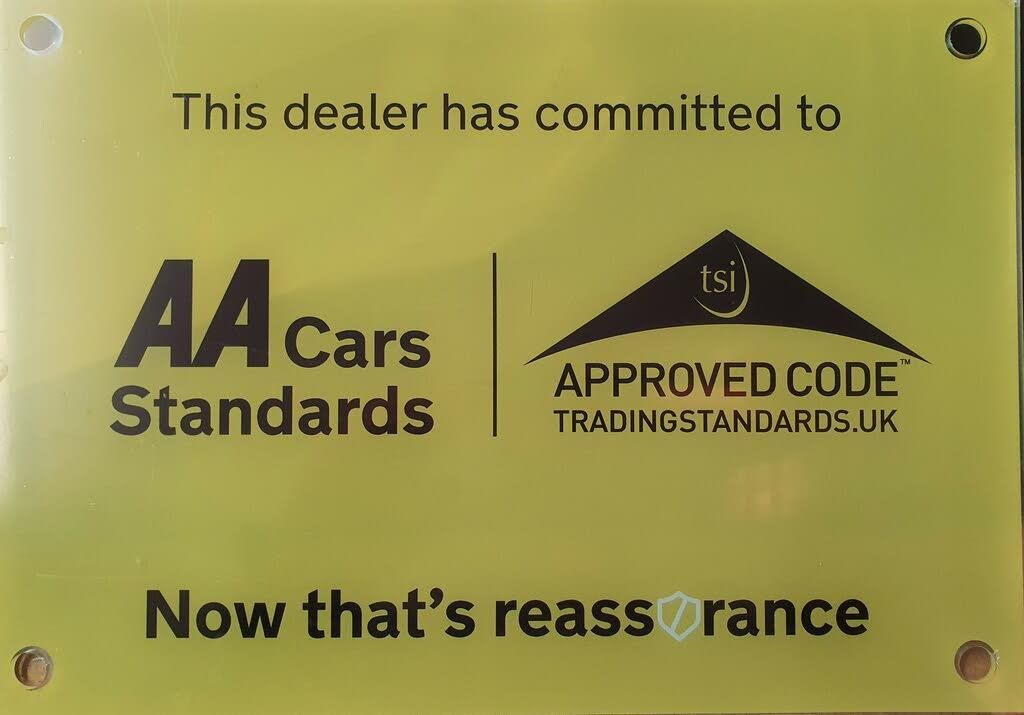 This dealer has committed to
AA Cars
Standards
tsi
APPROVED CODE™
TRADINGSTANDARDS.UK
Now that's reassurance